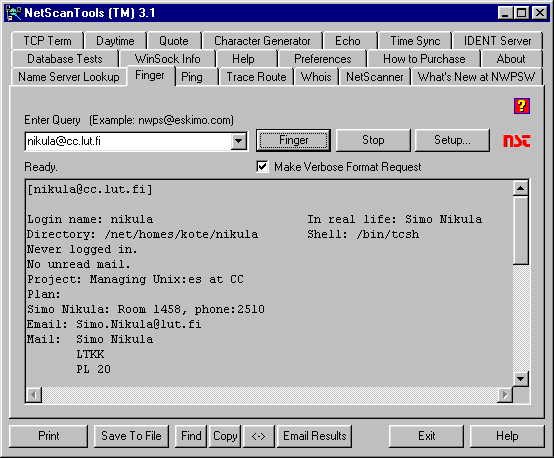 NetScanTools (TM) 3.1
TCP Term Daytime Quote Character Generator Echo Time Sync IDENT Server
Database Tests WinSock Info Help Preferences How to Purchase About
Name Server Lookup Finger Ping Trace Route Whois NetScanner What's New at NWPSW
?
Enter Query (Example: nwps@eskimo.com)
nikula@cc.lut.fi Finger Stop Setup... nst
Ready. Make Verbose Format Request
[nikula@cc.lut.fi]
Login name: nikula In real life: Simo Nikula
Directory: /net/homes/kote/nikula Shell: /bin/tcsh
Never logged in.
No unread mail.
Project: Managing Unix:es at CC
Plan:
Simo Nikula: Room 1458, phone:2510
Email: Simo.Nikula@lut.fi
Mail: Simo Nikula
LTKK
PL 20
Print Save To File Find Copy <-> Email Results Exit Help